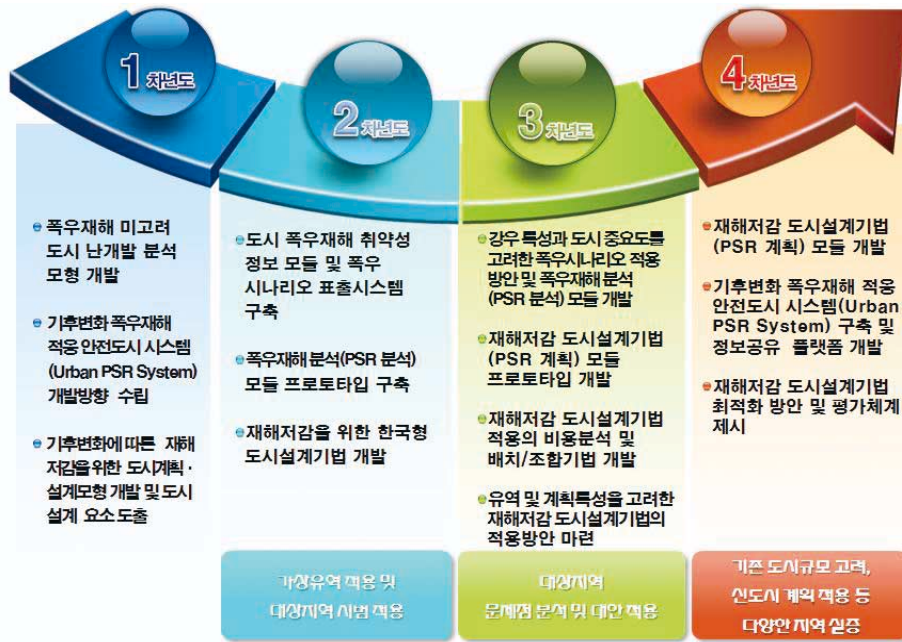 1 차년도
폭우재해 미고려
도시 난개발 분석
모형 개발
기후변화 폭우재해
적응 안전도시 시스템
(Urban PSR System)
개발방향 수립
기후변화에 따른 재해
저감을 위한 도시계획·
설계모형 개발 및 도시
설계 요소 도출
2 차년도
도시 폭우재해 취약성
정보 모듈 및 폭우
시나리오 표출시스템
구축
폭우재해 분석(PSR 분석)
모듈 프로토타입 구축
재해저감을 위한 한국형
도시설계기법 개발
가상유역 적용 및
대상지역 시범 적용
3 차년도
강우 특성과 도시 중요도를
고려한 폭우시나리오 적용
방안 및 폭우재해 분석
(PSR 분석) 모듈 개발
재해저감 도시설계기법
(PSR 계획) 모듈
프로토타입 개발
재해저감 도시설계기법
적용의 비용분석 및
배치/조합기법 개발
유역 및 계획특성을 고려한
재해저감 도시설계기법의
적용방안 마련
대상지역
문제점 분석 및 대안 적용
4 차년도
재해저감 도시설계기법
(PSR 계획) 모듈 개발
기후변화 폭우재해 적응
안전도시 시스템(Urban
PSR System) 구축 및
정보공유 플랫폼 개발
재해저감 도시설계기법
최적화 방안 및 평가체계
제시
기존 도시규모 고려,
신도시 계획 적용 등
다양한 지역 실증